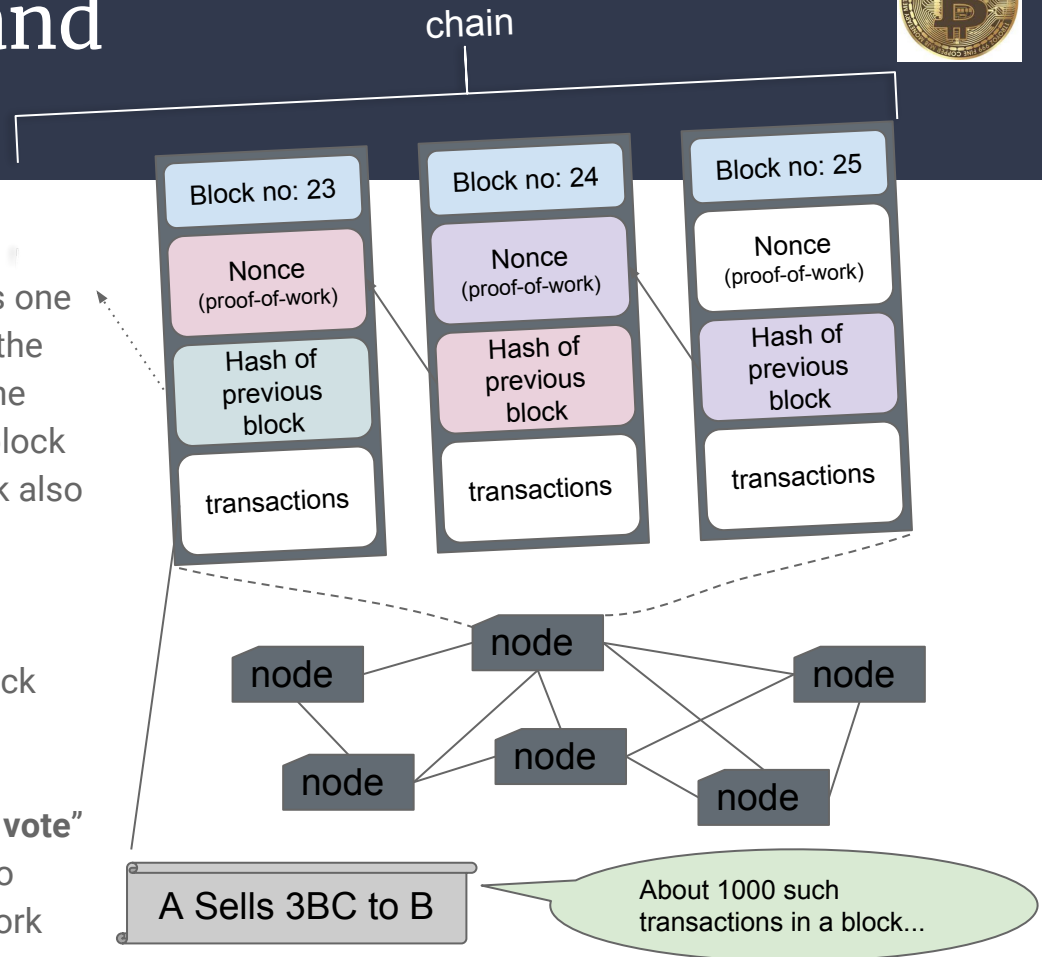 and
chain
Block no: 23
Nonce
(proof-of-work)
Hash of
previous
block
transactions
Block no: 24
Nonce
(proof-of-work)
Hash of
previous
block
transactions
Block no: 25
Nonce
(proof-of-work)
Hash of
previous
block
transactions
s one
the
ne
lock
k also
ck
vote”
o
ork
node
node
node
node
node
node
A Sells 3BC to B
About 1000 such
transactions in a block...